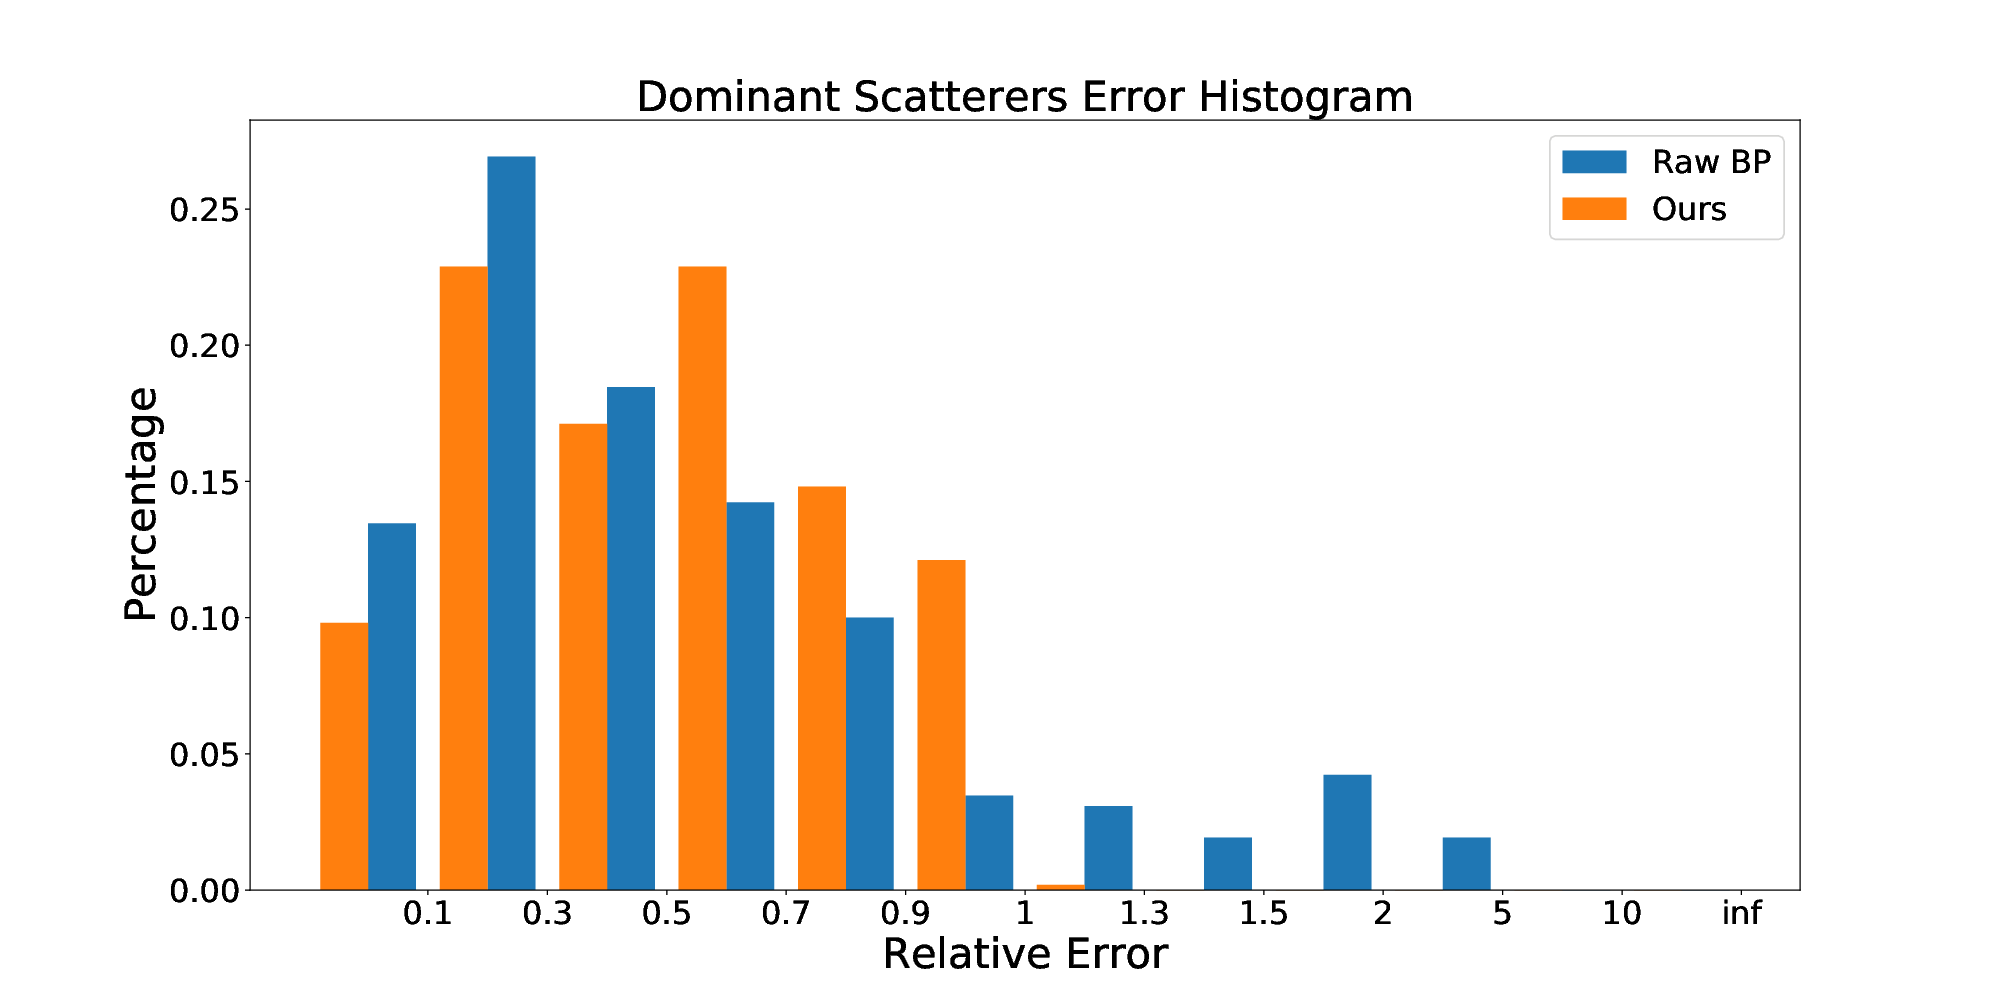 Dominant Scatterers Error Histogram
Raw BP
Ours
Percentage
0.25
0.20
0.15
0.10
0.05
0.00
0.1 0.3 0.5 0.7 0.9 1 1.3 1.5 2 5 10 inf
Relative Error